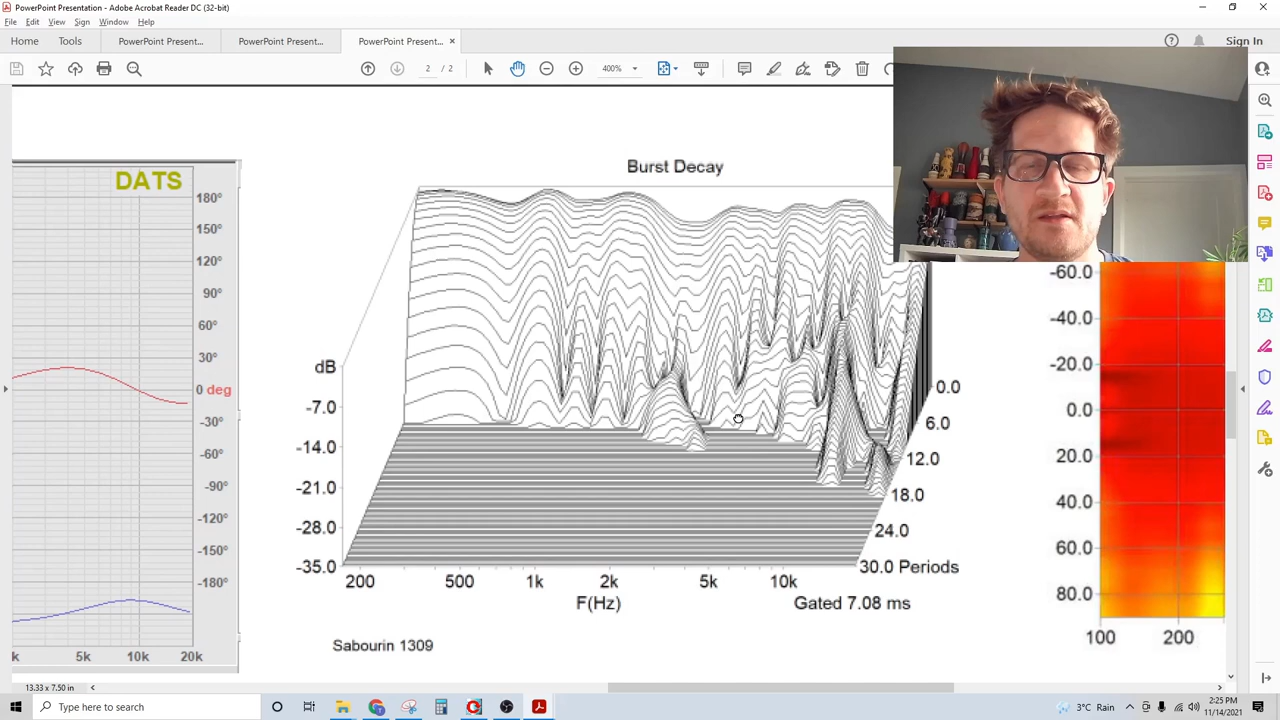 PowerPoint Presentation - Adobe Acrobat Reader DC (32-bit)
File Edit View Sign Window Help
Home Tools PowerPoint Present... PowerPoint Present... PowerPoint Present... × Sign In
2 / 2 400%
DATS
180°
150°
120°
90°
60°
30°
0 deg
-30°
-60°
-90°
-120°
-150°
-180°
k 5k 10k 20k
Burst Decay
dB
-7.0
-14.0
-21.0
-28.0
-35.0
0.0
6.0
12.0
18.0
24.0
30.0 Periods
200 500 1k 2k 5k 10k
F(Hz) Gated 7.08 ms
Sabourin 1309
-60.0
-40.0
-20.0
0.0
20.0
40.0
60.0
80.0
100 200
13.33 x 7.50 in
Type here to search
3°C Rain
2:25 PM
11/14/2021